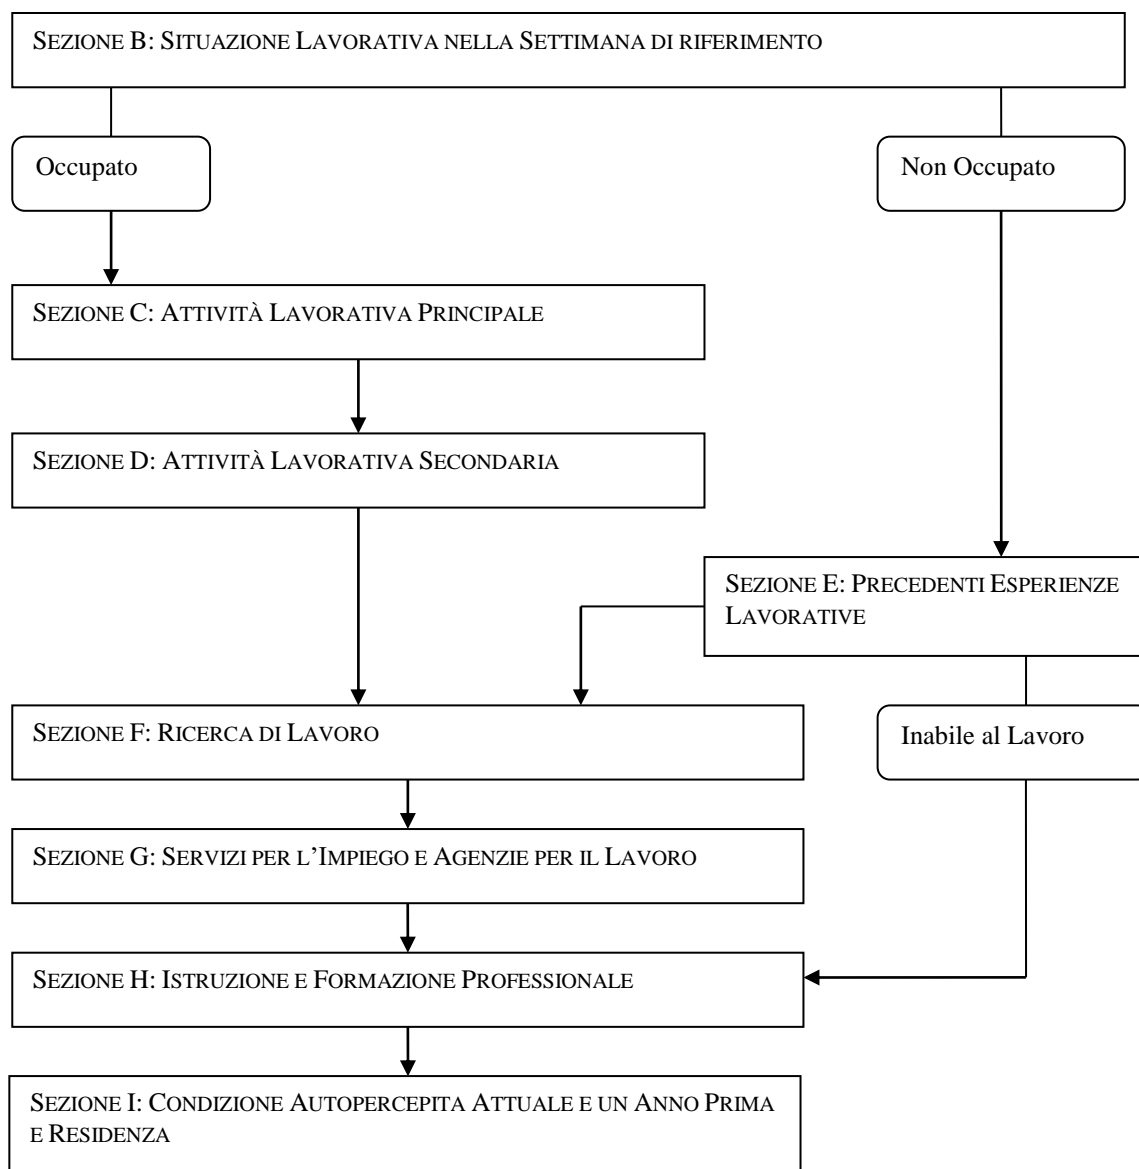 SEZIONE B: SITUAZIONE LAVORATIVA NELLA SETTIMANA DI RIFERIMENTO
Occupato
Non Occupato
SEZIONE C: ATTIVITÀ LAVORATIVA PRINCIPALE
SEZIONE D: ATTIVITÀ LAVORATIVA SECONDARIA
SEZIONE E: PRECEDENTI ESPERIENZE
LAVORATIVE
SEZIONE F: RICERCA DI LAVORO
Inabile al Lavoro
SEZIONE G: SERVIZI PER L’IMPIEGO E AGENZIE PER IL LAVORO
SEZIONE H: ISTRUZIONE E FORMAZIONE PROFESSIONALE
SEZIONE I: CONDIZIONE AUTOPERCEPITA ATTUALE E UN ANNO PRIMA
E RESIDENZA